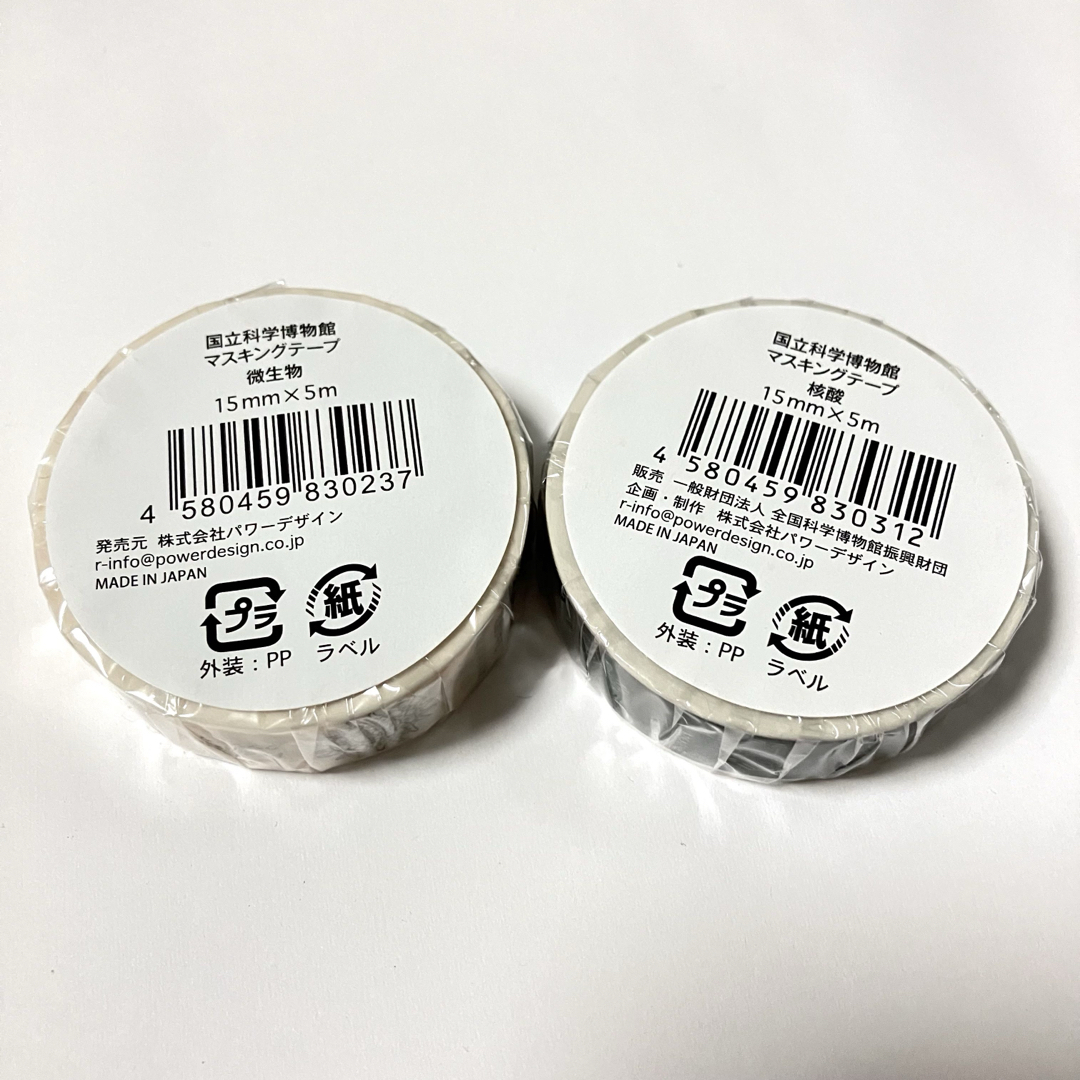 国立科学博物館
マスキングテープ
微生物
15mm×5m
4 580459 830237
発売元 株式会社パワーデザイン
r-info@powerdesign.co.jp
MADE IN JAPAN
プラ 紙
外装:PP ラベル
国立科学博物館
マスキングテープ
核酸
15mm×5m
4 580459 830312
販売 一般財団法人 全国科学博物館振興財団
企画・制作 株式会社パワーデザイン
r-info@powerdesign.co.jp
MADE IN JAPAN
プラ 紙
外装:PP ラベル